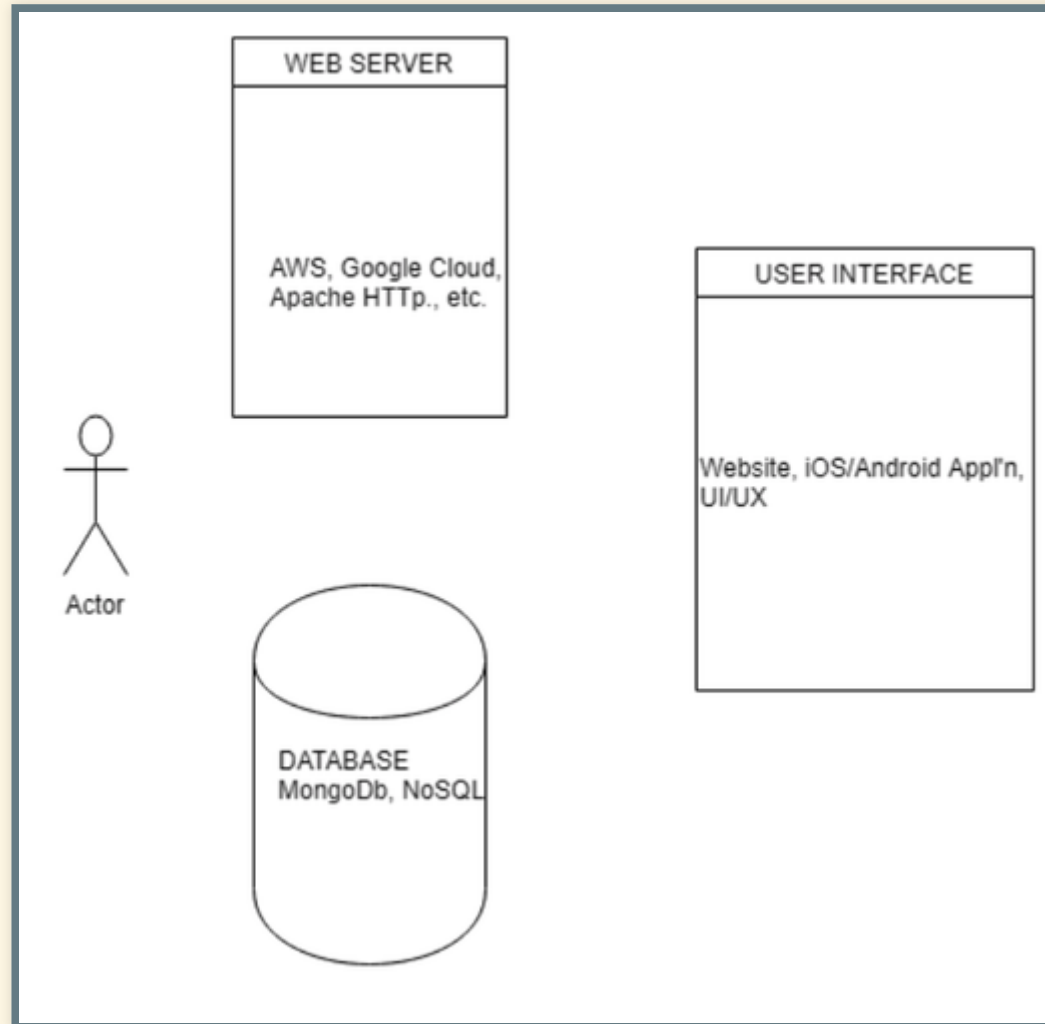 WEB SERVER
AWS, Google Cloud,
Apache HTTp., etc.
USER INTERFACE
Website, iOS/Android Appl'n,
UI/UX
Actor
DATABASE
MongoDb, NoSQL